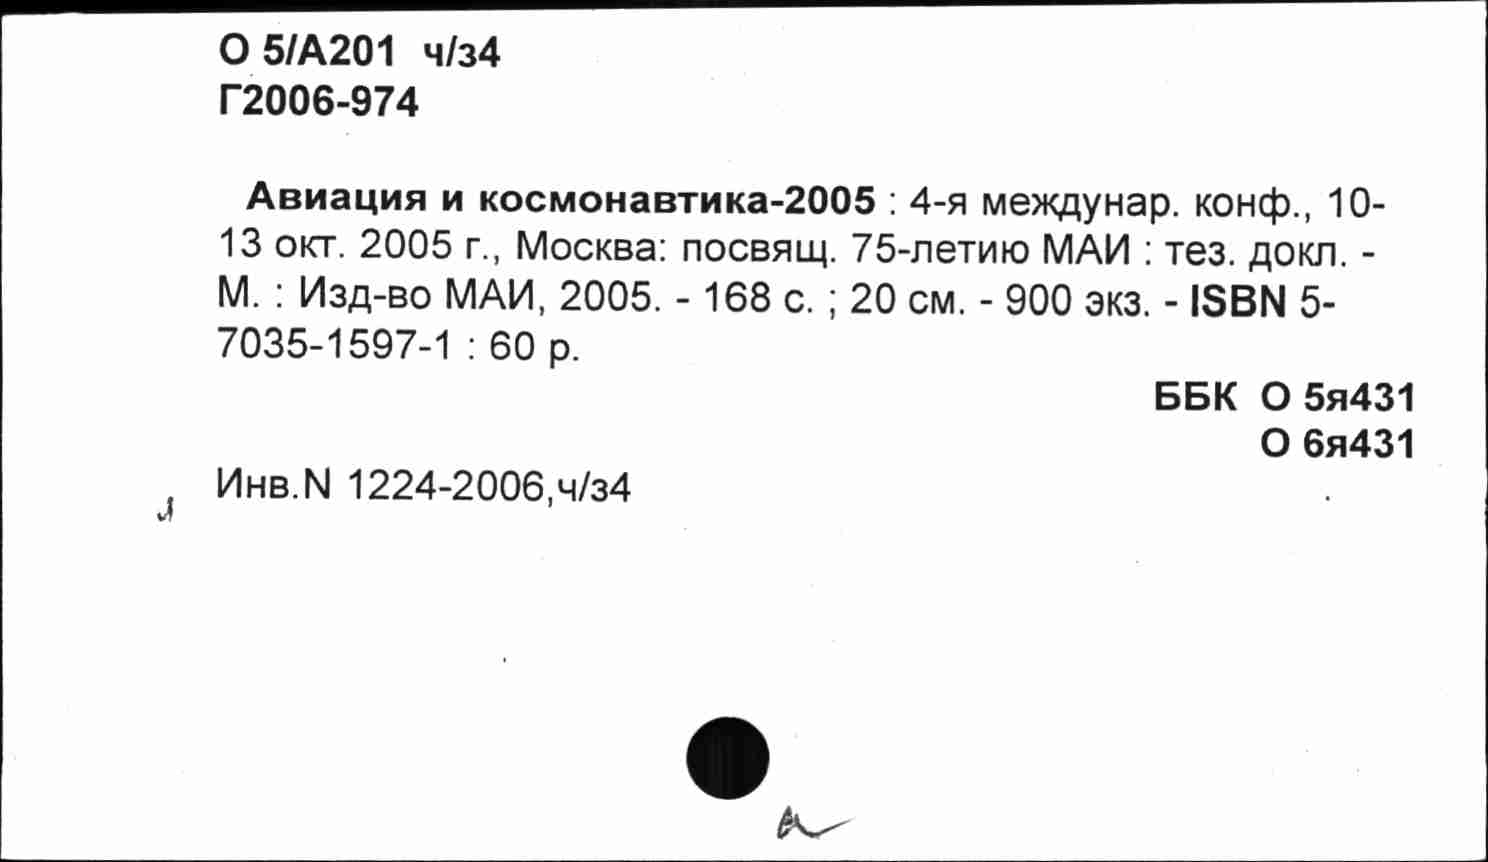 О 5/А201 ч/з4
Г2006-974
Авиация и космонавтика-2005 : 4-я междунар. конф., 10-
13 окт. 2005 г., Москва: посвящ. 75-летию МАИ : тез. докл. -
М. : Изд-во МАИ, 2005. - 168 с. ; 20 см. - 900 экз. - ISBN 5-
7035-1597-1 : 60 р.
ББК О 5я431
О 6я431
Инв.N 1224-2006,ч/з4